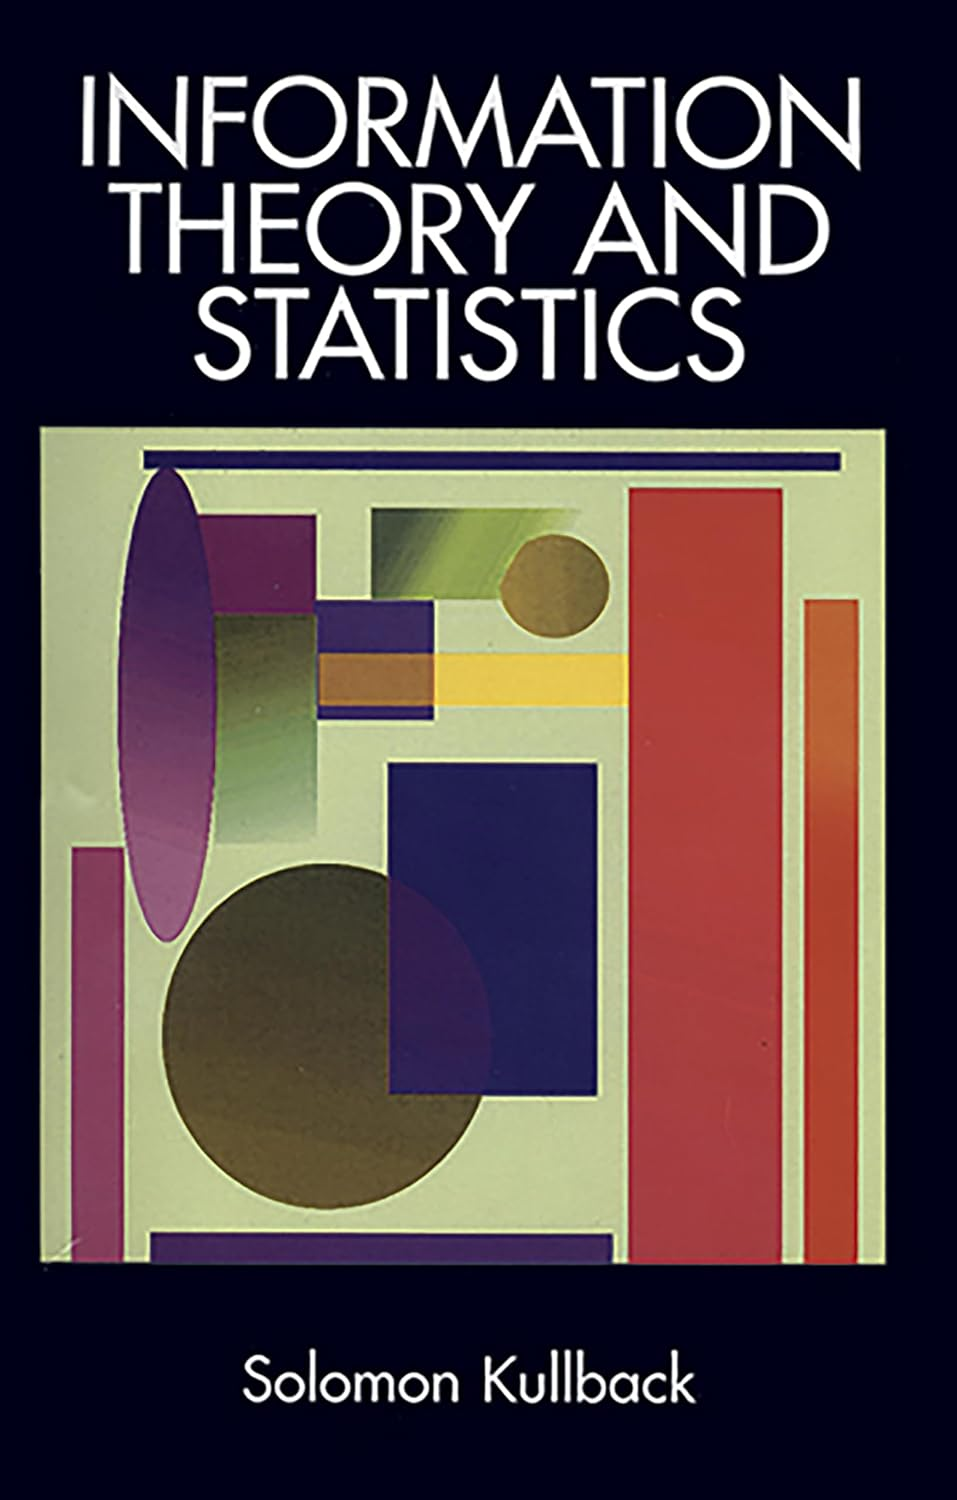 INFORMATION
THEORY AND
STATISTICS
Solomon Kullback